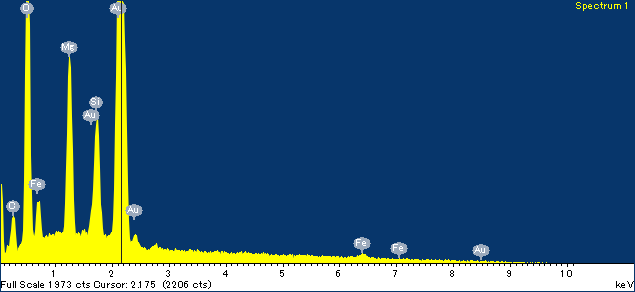 Spectrum 1
O Au
Mg
Si
Au
Fe
O Au
Fe Fe Au
1 2 3 4 5 6 7 8 9 10
Full Scale 1973 cts Cursor: 2.175 (2206 cts) keV